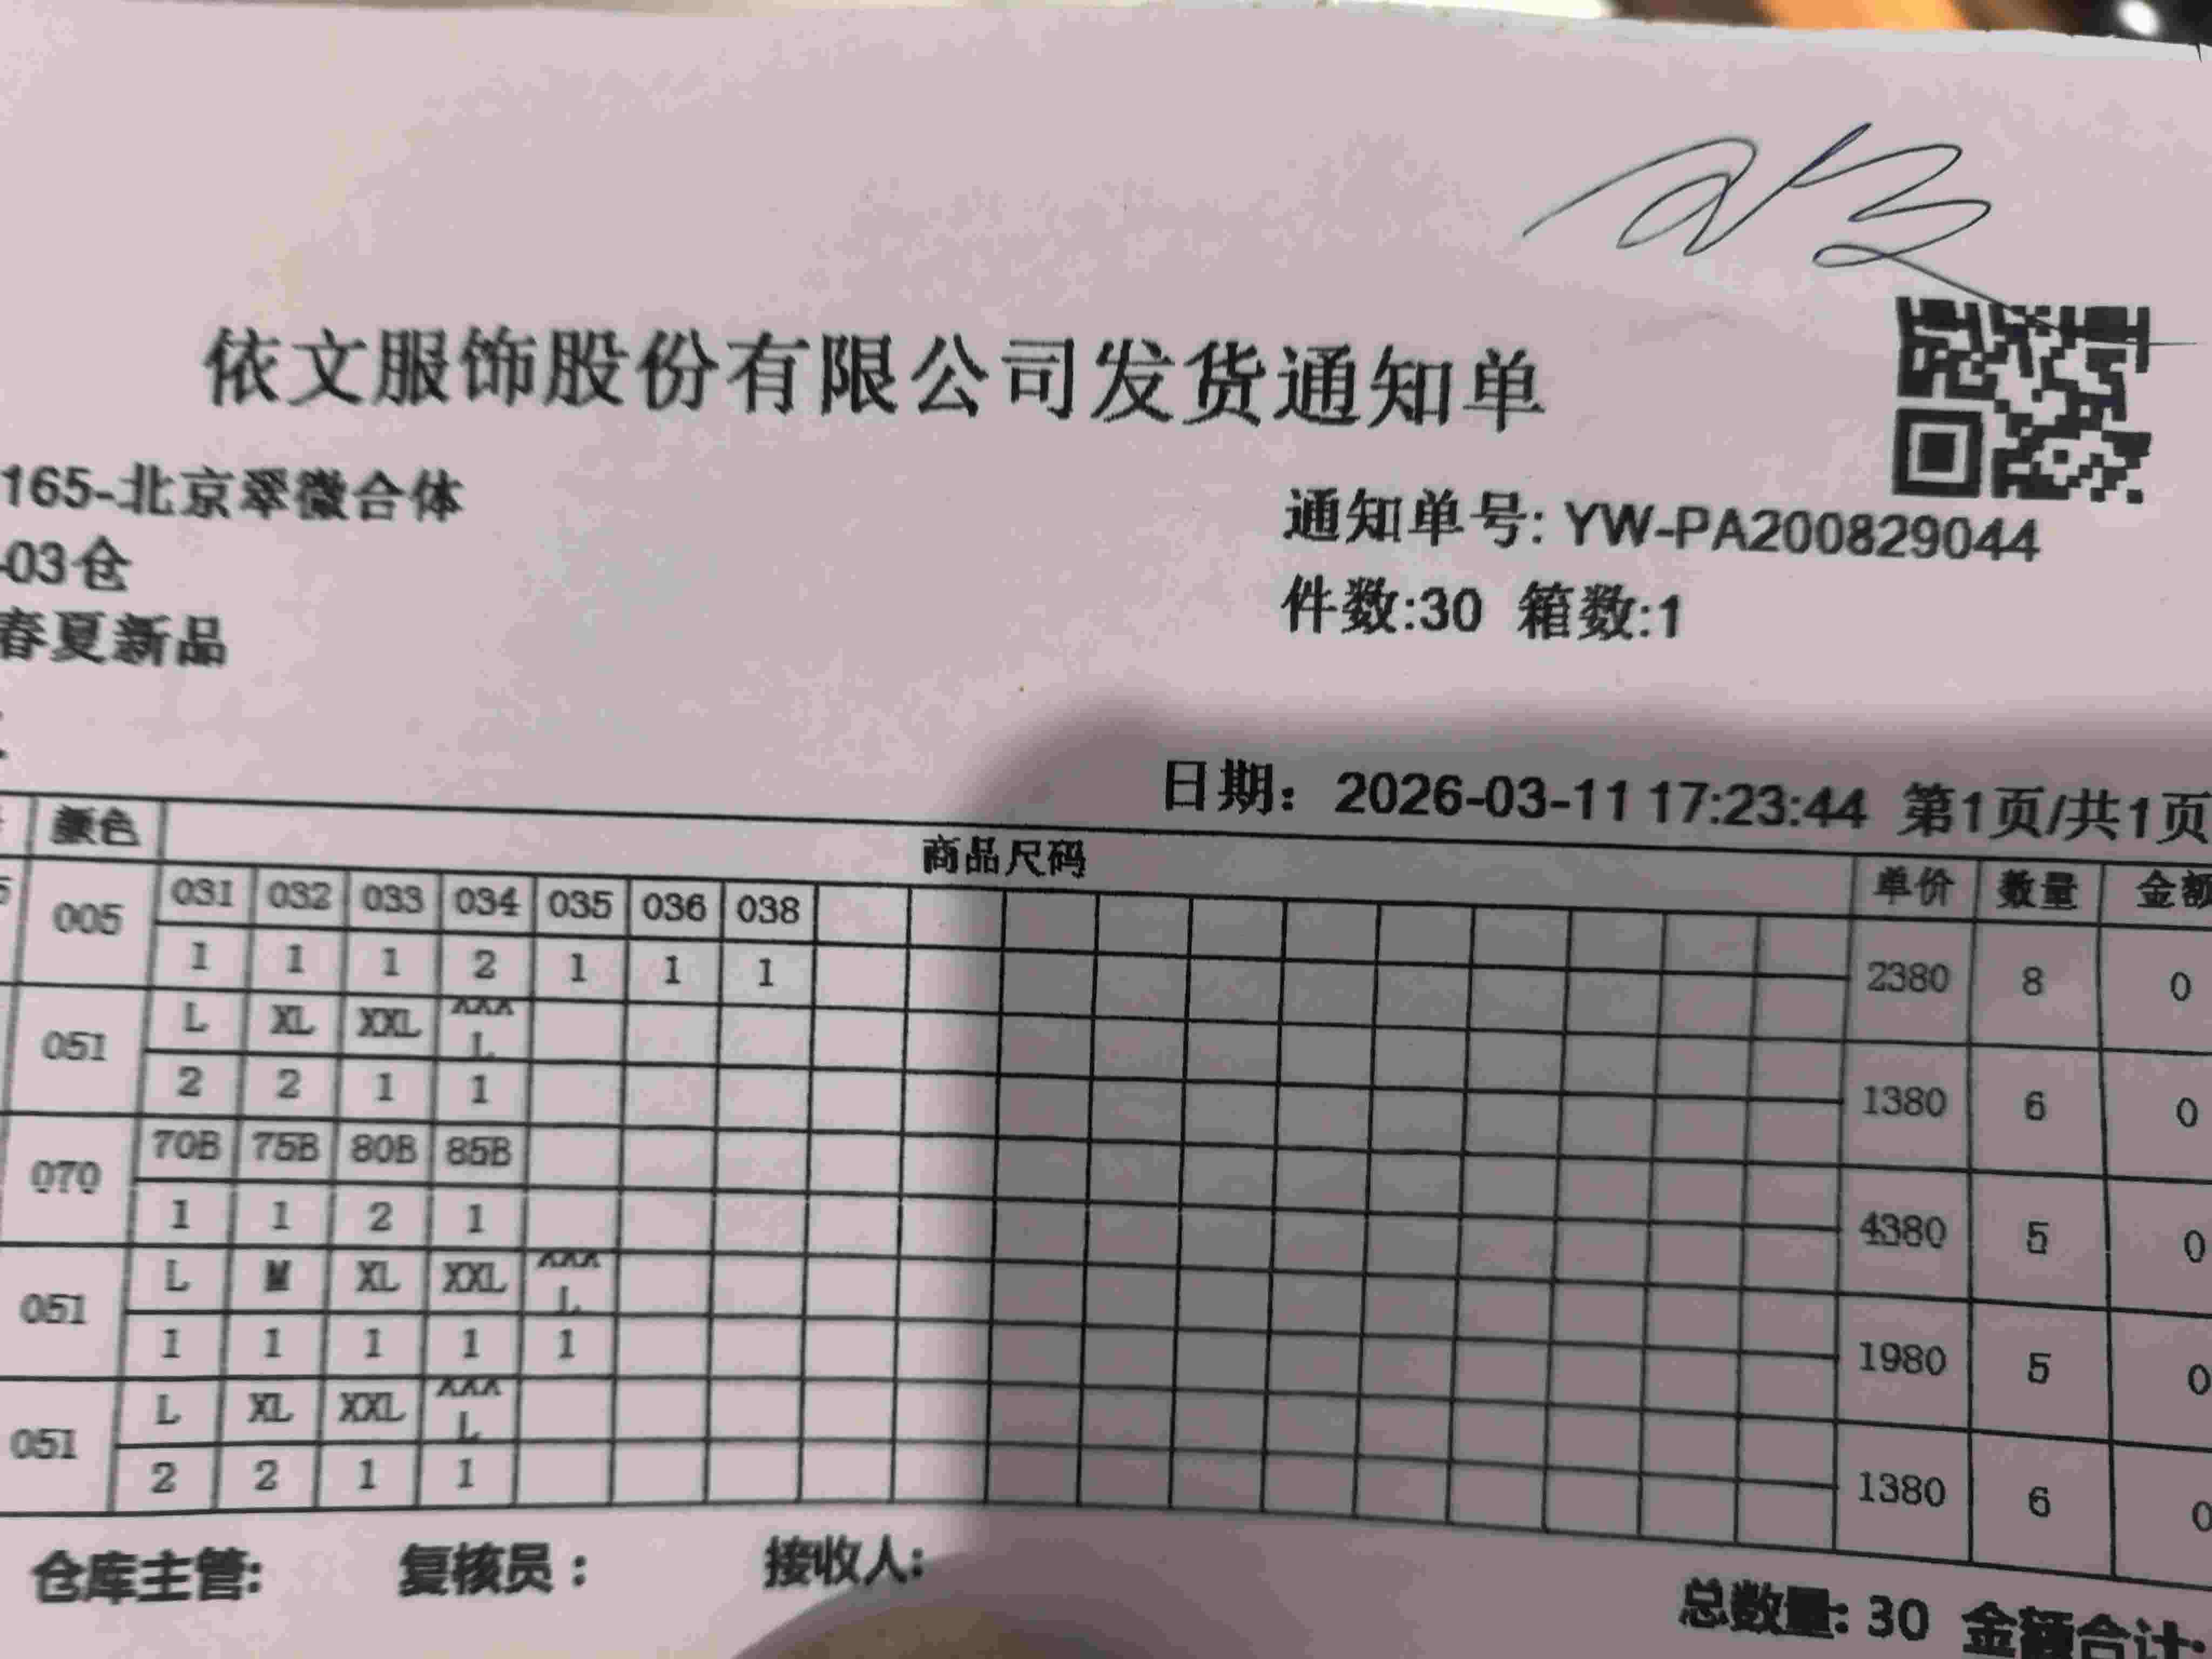 依文服饰股份有限公司发货通知单
165-北京翠微合体
通知单号: YW-PA200829044
-03仓
件数:30 箱数:1
春夏新品
日期: 2026-03-11 17:23:44 第1页/共1页
颜色 商品尺码 单价 数量 金额
005 031 032 033 034 035 036 038 2380 8 0
1 1 1 2 1 1 1
051 L XL XXL XXXL 1380 6 0
2 2 1 1
070 70B 75B 80B 85B 4380 5 0
1 1 2 1
051 L M XL XXL XXXL 1980 5 0
1 1 1 1 1
051 L XL XXL XXXL 1380 6 0
2 2 1 1
仓库主管: 复核员: 接收人:
总数量: 30 金额合计: